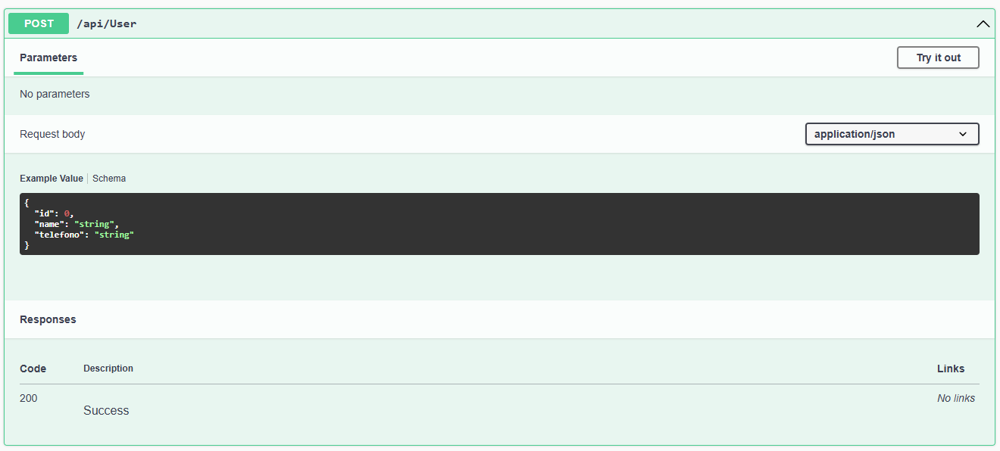 POST /api/User
Parameters
Try it out
No parameters
Request body
application/json
Example Value | Schema
{
  "id": 0,
  "name": "string",
  "telefono": "string"
}
Responses
Code Description Links
200 No links
Success